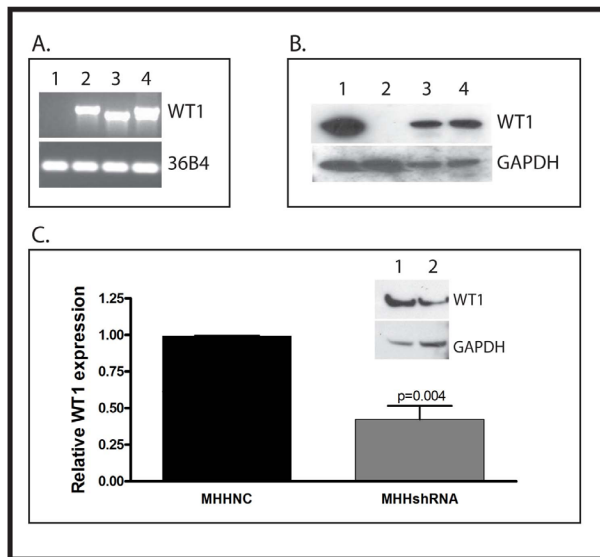 A.
1 2 3 4
WT1
36B4
B.
1 2 3 4
WT1
GAPDH
C.
1 2
WT1
GAPDH
Relative WT1 expression
1.25
1.00
0.75
0.50
0.25
0.00
p=0.004
MHHNC MHHshRNA